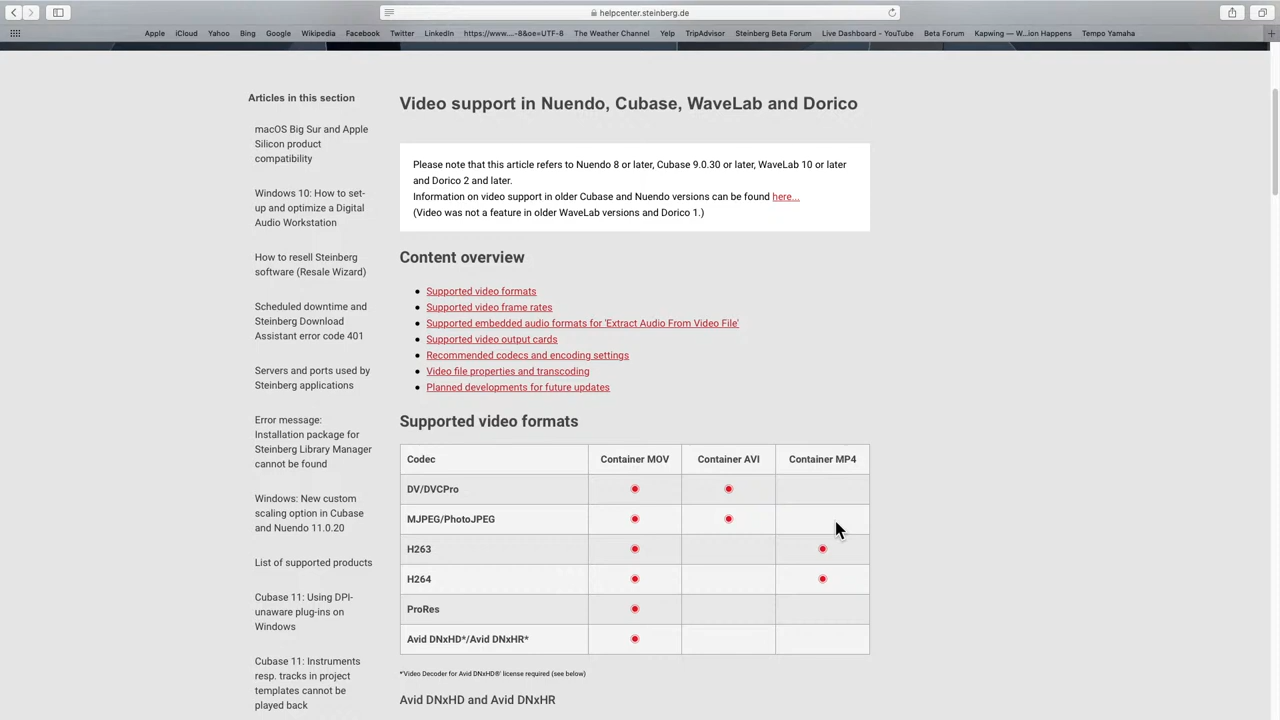 helpcenter.steinberg.de
Apple iCloud Yahoo Bing Google Wikipedia Facebook Twitter LinkedIn https://www....-8&oe=UTF-8 The Weather Channel Yelp TripAdvisor Steinberg Beta Forum Live Dashboard - YouTube Beta Forum Kapwing — W...ion Happens Tempo Yamaha
Articles in this section
macOS Big Sur and Apple
Silicon product
compatibility
Windows 10: How to set-
up and optimize a Digital
Audio Workstation
How to resell Steinberg
software (Resale Wizard)
Scheduled downtime and
Steinberg Download
Assistant error code 401
Servers and ports used by
Steinberg applications
Error message:
Installation package for
Steinberg Library Manager
cannot be found
Windows: New custom
scaling option in Cubase
and Nuendo 11.0.20
List of supported products
Cubase 11: Using DPI-
unaware plug-ins on
Windows
Cubase 11: Instruments
resp. tracks in project
templates cannot be
played back
Video support in Nuendo, Cubase, WaveLab and Dorico
Please note that this article refers to Nuendo 8 or later, Cubase 9.0.30 or later, WaveLab 10 or later
and Dorico 2 and later.
Information on video support in older Cubase and Nuendo versions can be found here...
(Video was not a feature in older WaveLab versions and Dorico 1.)
Content overview
Supported video formats
Supported video frame rates
Supported embedded audio formats for 'Extract Audio From Video File'
Supported video output cards
Recommended codecs and encoding settings
Video file properties and transcoding
Planned developments for future updates
Supported video formats
Codec Container MOV Container AVI Container MP4
DV/DVCPro
MJPEG/PhotoJPEG
H263
H264
ProRes
Avid DNxHD*/Avid DNxHR*
*'Video Decoder for Avid DNxHD®' license required (see below)
Avid DNxHD and Avid DNxHR